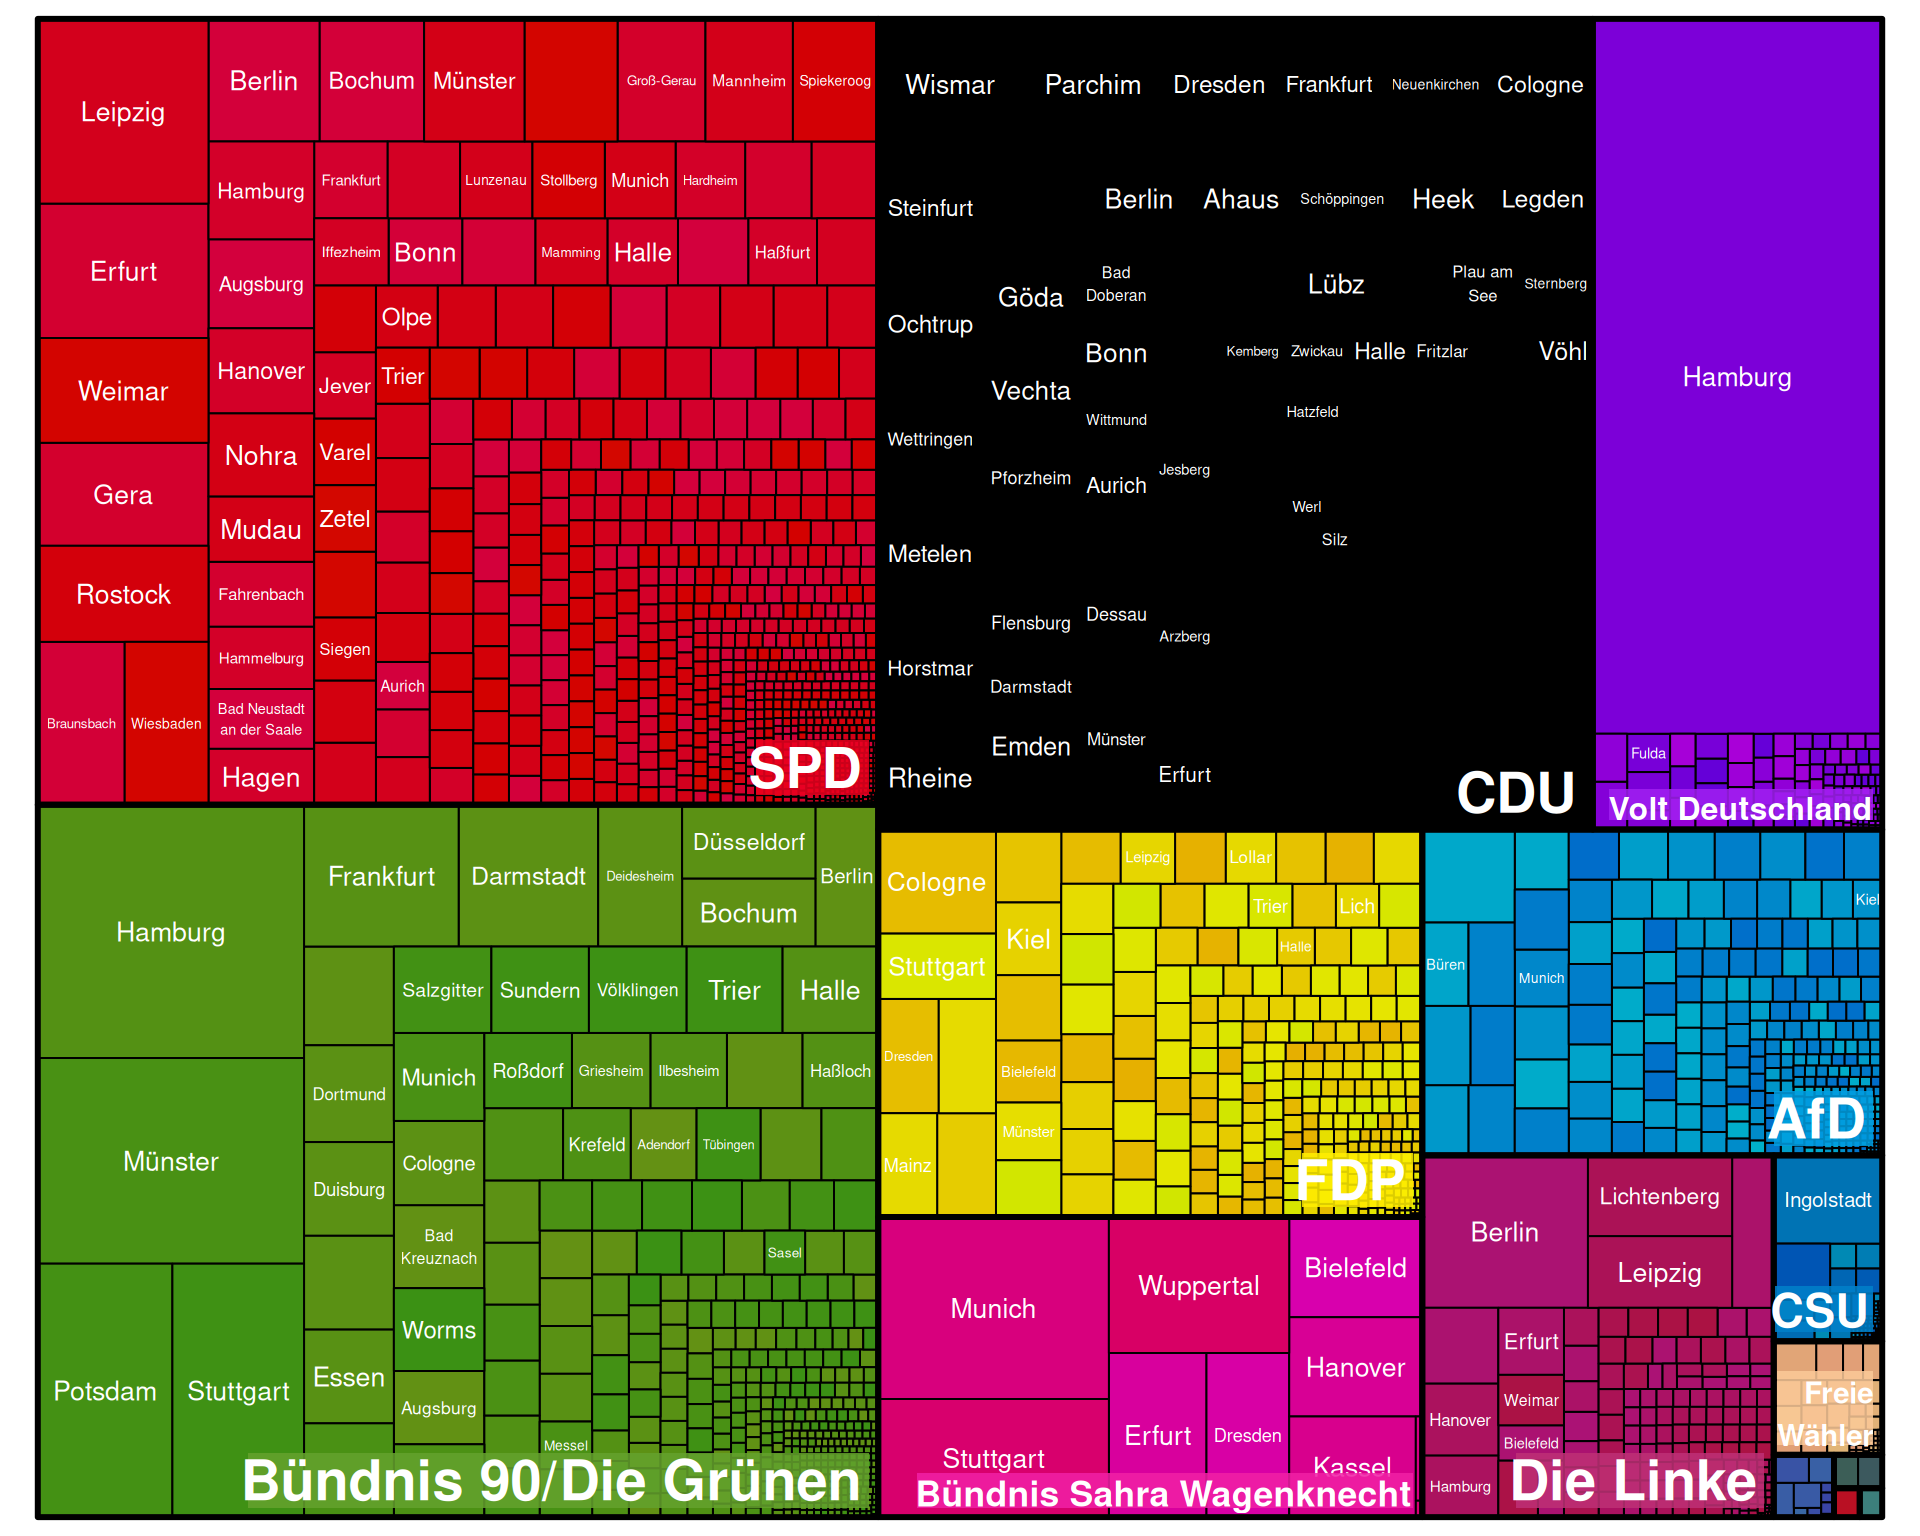 Leipzig
Erfurt
Weimar
Gera
Rostock
Braunsbach
Wiesbaden
Berlin
Bochum
Münster
Groß-Gerau
Mannheim
Spiekeroog
Hamburg
Augsburg
Hanover
Nohra
Mudau
Fahrenbach
Hammelburg
Bad Neustadt
an der Saale
Hagen
Frankfurt
Lunzenau
Stollberg
Munich
Hardheim
Iffezheim
Bonn
Mamming
Halle
Haßfurt
Jever
Varel
Zetel
Siegen
Olpe
Trier
Aurich
SPD
Wismar
Parchim
Dresden
Frankfurt
Neuenkirchen
Cologne
Steinfurt
Ochtrup
Wettringen
Metelen
Horstmar
Rheine
Berlin
Ahaus
Schöppingen
Heek
Legden
Göda
Vechta
Pforzheim
Flensburg
Darmstadt
Emden
Bad
Doberan
Bonn
Wittmund
Aurich
Dessau
Münster
Lübz
Plau am
See
Sternberg
Kemberg
Zwickau
Halle
Fritzlar
Vöhl
Hatzfeld
Jesberg
Werl
Silz
Arzberg
Erfurt
CDU
Hamburg
Fulda
Volt Deutschland
Hamburg
Münster
Potsdam
Stuttgart
Frankfurt
Darmstadt
Deidesheim
Düsseldorf
Bochum
Berlin
Dortmund
Duisburg
Essen
Salzgitter
Sundern
Völklingen
Trier
Halle
Munich
Cologne
Bad
Kreuznach
Worms
Augsburg
Roßdorf
Griesheim
Ilbesheim
Haßloch
Krefeld
Adendorf
Tübingen
Sasel
Messel
Bündnis 90/Die Grünen
Cologne
Stuttgart
Dresden
Mainz
Kiel
Bielefeld
Münster
Leipzig
Lollar
Trier
Lich
Halle
FDP
Büren
Munich
Kiel
AfD
Munich
Stuttgart
Wuppertal
Erfurt
Dresden
Bielefeld
Hanover
Kassel
Bündnis Sahra Wagenknecht
Berlin
Lichtenberg
Leipzig
Hanover
Hamburg
Erfurt
Weimar
Bielefeld
Die Linke
Ingolstadt
CSU
Freie
Wähler